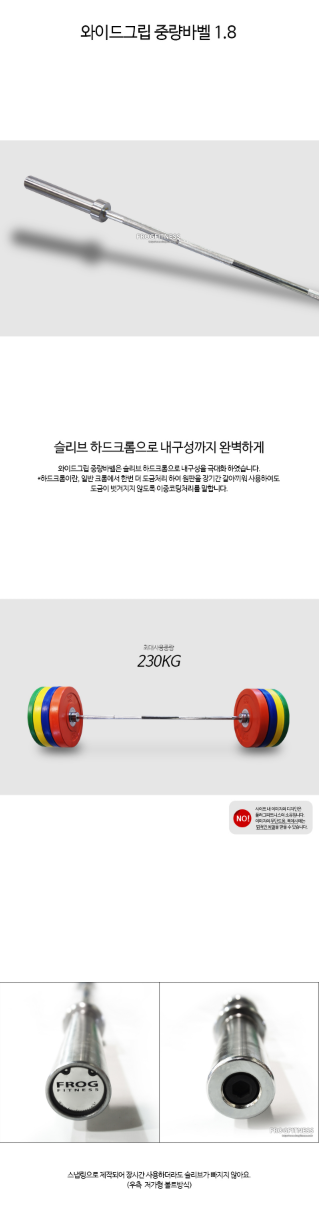 와이드그립 중량바벨 1.8
FROGFITNESS
슬리브 하드크롬으로 내구성까지 완벽하게
와이드그립 중량바벨은 슬리브 하드크롬으로 내구성을 극대화 하였습니다.
*하드크롬이란, 일반 크롬에서 한번 더 도금처리 하여 원판을 장기간 갈아끼워 사용하여도
도금이 벗겨지지 않도록 이중코팅처리를 말합니다.
최대사용중량
230KG
NO!
FROG
FITNESS
FROGFITNESS
스냅링으로 제작되어 장시간 사용하더라도 슬리브가 빠지지 않아요.
(우측 저가형 볼트방식)